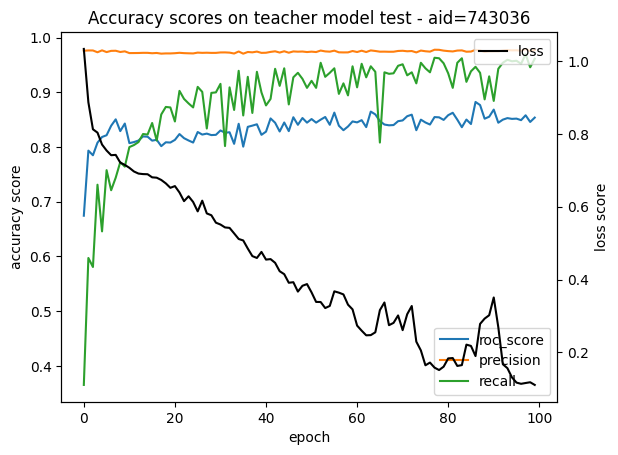 Accuracy scores on teacher model test - aid=743036
1.0
0.9
0.8
0.7
0.6
0.5
0.4
accuracy score
0
20
40
60
80
100
epoch
1.0
0.8
0.6
0.4
0.2
loss score
loss
roc_score
precision
recall